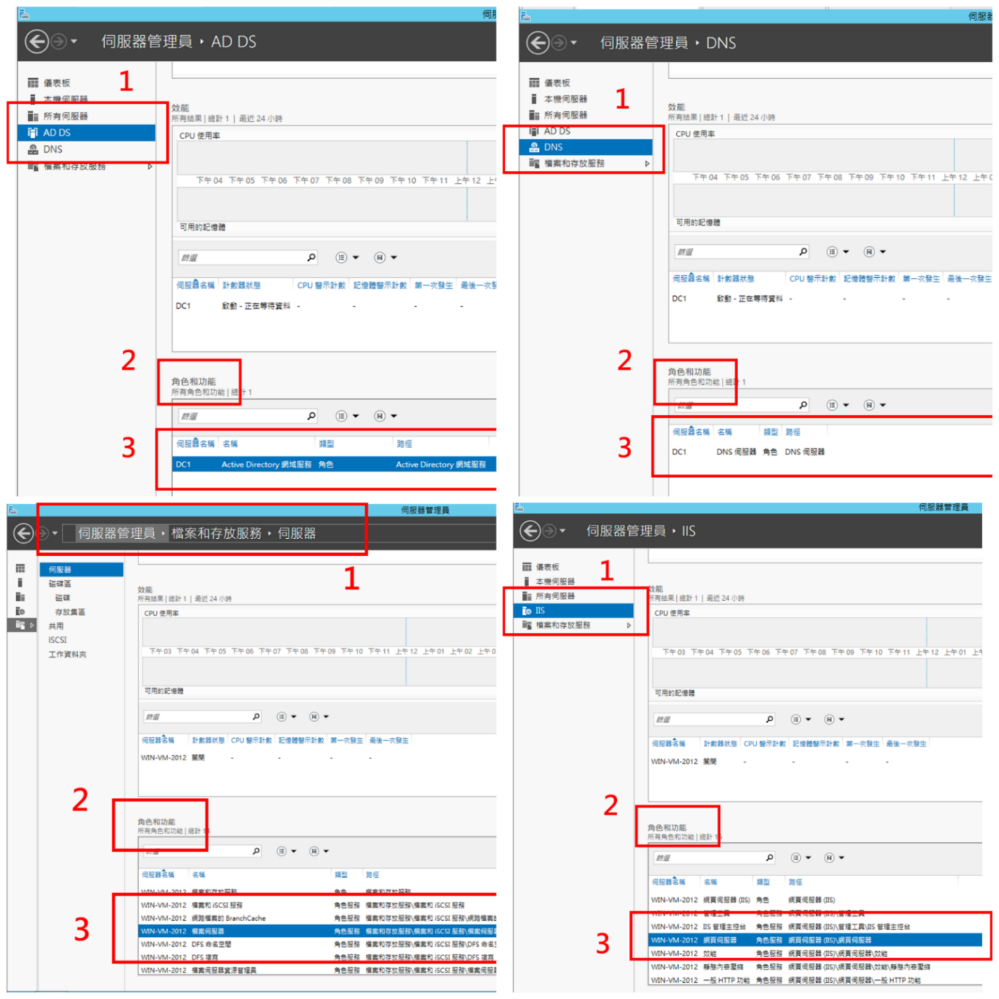 伺服
伺服器管理員 ‣ AD DS
儀表板
1
本機伺服器
所有伺服器
AD DS
DNS
檔案和存放服務
效能
所有結果 | 總計 1 | 最近 24 小時
CPU 使用率
下午 04 下午 05 下午 06 下午 07 下午 08 下午 09 下午 10 下午 11 上午 12 上
可用的記憶體
篩選
伺服器名稱 計數器狀態 CPU 警示計數 記憶體警示計數 第一次發生 最後一次發
DC1 啟動 - 正在等待資料 - - - -
2
角色和功能
所有角色和功能 | 總計 1
篩選
3
伺服器名稱 名稱 類型 路徑
DC1 Active Directory 網域服務 角色 Active Directory 網域服務
伺服器
伺服器管理員 ‣ DNS
儀表板
1
本機伺服器
所有伺服器
AD DS
DNS
檔案和存放服務
效能
所有結果 | 總計 1 | 最近 24 小時
CPU 使用率
下午 04 下午 05 下午 06 下午 07 下午 08 下午 09 下午 10 下午 11 上午 12 上午 0
可用的記憶體
篩選
伺服器名稱 計數器狀態 CPU 警示計數 記憶體警示計數 第一次發生 最後一次發生
DC1 啟動 - 正在等待資料 - - - -
2
角色和功能
所有角色和功能 | 總計 1
篩選
3
伺服器名稱 名稱 類型 路徑
DC1 DNS 伺服器 角色 DNS 伺服器
伺服器管理員
伺服器管理員 ‣ 檔案和存放服務 ‣ 伺服器
1
伺服器
磁碟區
磁碟
存放集區
共用
iSCSI
工作資料夾
效能
所有結果 | 總計 1 | 最近 24 小時
CPU 使用率
下午 03 下午 04 下午 05 下午 06 下午 07 下午 08 下午 09 下午 10 下午 11 上午 12 上午 01 上午 02 上午 0
可用的記憶體
篩選
伺服器名稱 計數器狀態 CPU 警示計數 記憶體警示計數 第一次發生 最後一次發生
WIN-VM-2012 關閉 - - - -
2
角色和功能
所有角色和功能 | 總計 14
篩選
伺服器名稱 名稱 類型 路徑
WIN-VM-2012 檔案和存放服務 角色 檔案和存放服務
3
WIN-VM-2012 檔案和 iSCSI 服務 角色服務 檔案和存放服務\檔案和 iSCSI 服務
WIN-VM-2012 網路檔案的 BranchCache 角色服務 檔案和存放服務\檔案和 iSCSI 服務\網路檔案的
WIN-VM-2012 檔案伺服器 角色服務 檔案和存放服務\檔案和 iSCSI 服務\檔案伺服器
WIN-VM-2012 DFS 命名空間 角色服務 檔案和存放服務\檔案和 iSCSI 服務\DFS 命名空
WIN-VM-2012 DFS 複寫 角色服務 檔案和存放服務\檔案和 iSCSI 服務\DFS 複寫
WIN-VM-2012 檔案伺服器資源管理員 角色服務 檔案和存放服務\檔案和 iSCSI 服務\檔案伺服器
伺服器管理員
伺服器管理員 ‣ IIS
儀表板
1
本機伺服器
所有伺服器
IIS
檔案和存放服務
效能
所有結果 | 總計 1 | 最近 24 小時
CPU 使用率
下午 03 下午 04 下午 05 下午 06 下午 07 下午 08 下午 09 下午 10 下午 11 上午 12 上午 01 上午
可用的記憶體
篩選
伺服器名稱 計數器狀態 CPU 警示計數 記憶體警示計數 第一次發生 最後一次發生
WIN-VM-2012 關閉 - - - -
2
角色和功能
所有角色和功能 | 總計
篩選
伺服器名稱 名稱 類型 路徑
WIN-VM-2012 網頁伺服器 (IIS) 角色 網頁伺服器 (IIS)
WIN-VM-2012 管理工具 角色服務 網頁伺服器 (IIS)\管理工具
3
WIN-VM-2012 IIS 管理主控台 角色服務 網頁伺服器 (IIS)\管理工具\IIS 管理主控台
WIN-VM-2012 網頁伺服器 角色服務 網頁伺服器 (IIS)\網頁伺服器
WIN-VM-2012 效能 角色服務 網頁伺服器 (IIS)\網頁伺服器\效能
WIN-VM-2012 靜態內容壓縮 角色服務 網頁伺服器 (IIS)\網頁伺服器\效能\靜態內容壓縮
WIN-VM-2012 一般 HTTP 功能 角色服務 網頁伺服器 (IIS)\網頁伺服器\一般 HTTP 功能